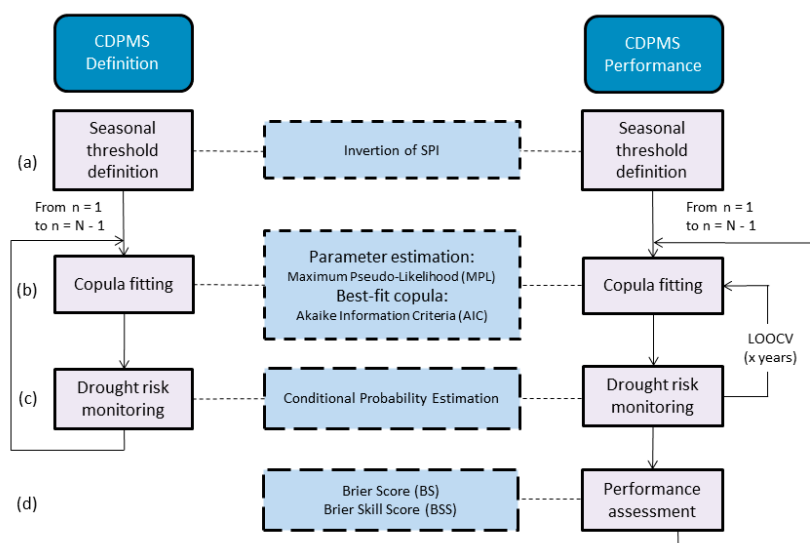 CDPMS
Definition
CDPMS
Performance
(a)
Seasonal
threshold
definition
Invertion of SPI
Seasonal
threshold
definition
From n = 1
to n = N - 1
From n = 1
to n = N - 1
(b)
Copula fitting
Parameter estimation:
Maximum Pseudo-Likelihood (MPL)
Best-fit copula:
Akaike Information Criteria (AIC)
Copula fitting
LOOCV
(x years)
(c)
Drought risk
monitoring
Conditional Probability Estimation
Drought risk
monitoring
(d)
Brier Score (BS)
Brier Skill Score (BSS)
Performance
assessment